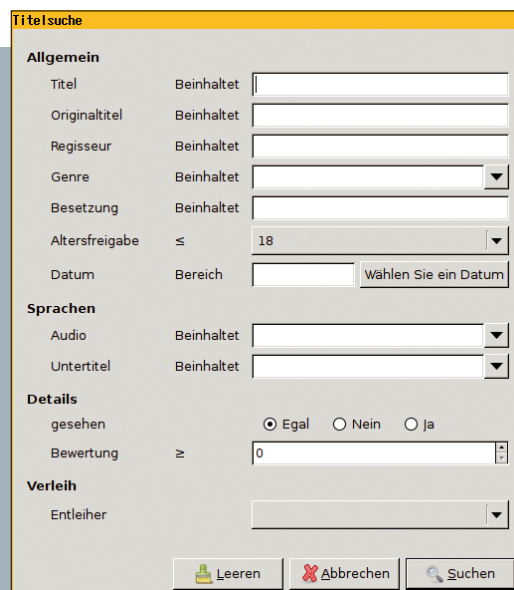 Titelsuche
Allgemein
Titel Beinhaltet
Originaltitel Beinhaltet
Regisseur Beinhaltet
Genre Beinhaltet
Besetzung Beinhaltet
Altersfreigabe ≤ 18
Datum Bereich Wählen Sie ein Datum
Sprachen
Audio Beinhaltet
Untertitel Beinhaltet
Details
gesehen Egal Nein Ja
Bewertung ≥ 0
Verleih
Entleiher
Leeren Abbrechen Suchen